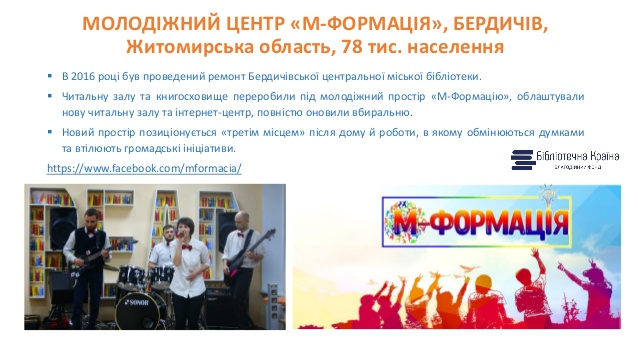 МОЛОДІЖНИЙ ЦЕНТР «М-ФОРМАЦІЯ», БЕРДИЧІВ,
Житомирська область, 78 тис. населення
В 2016 році був проведений ремонт Бердичівської центральної міської бібліотеки.
Читальну залу та книгосховище переробили під молодіжний простір «М-Формацію», облаштували
нову читальну залу та інтернет-центр, повністю оновили вбиральню.
Новий простір позиціонується «третім місцем» після дому й роботи, в якому обмінюються думками
та втілюють громадські ініціативи.
Бібліотечна Країна
БЛАГОДІЙНИЙ ФОНД
https://www.facebook.com/mformacia/
М-ФОРМАЦІЯ
SONOR